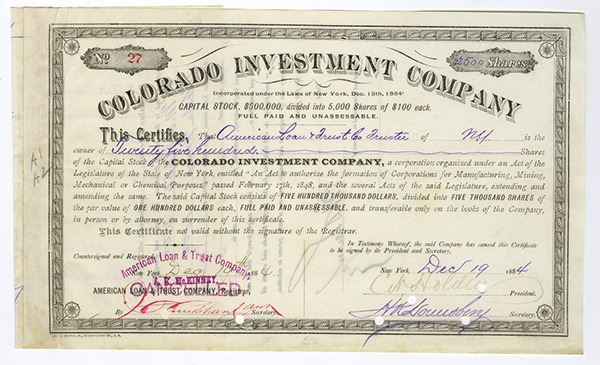 No 27
2500 Shares
COLORADO INVESTMENT COMPANY
Incorporated under the Laws of New York, Dec. 13th, 1884
CAPITAL STOCK, $500,000, divided into 5,000 Shares of $100 each.
FULL PAID AND UNASSESSABLE.
This Certifies, That American Loan & Trust Co Trustee of NY is the
owner of Twenty five hundred Shares
of the Capital Stock of the COLORADO INVESTMENT COMPANY, a corporation organised under an Act of the
Legislature of the State of New York, entitled "An Act to authorise the formation of Corporations for Manufacturing, Mining,
Mechanical or Chemical Purposes," passed February 17th, 1848, and the several Acts of the said Legislature, extending and
amending the same. The said Capital Stock consists of FIVE HUNDRED THOUSAND DOLLARS, divided into FIVE THOUSAND SHARES of
the par value of ONE HUNDRED DOLLARS each, FULL PAID AND UNASSESSABLE, and transferable only on the books of the Company,
in person or by attorney, on surrender of this certificate.
This Certificate not valid without the signature of the Registrar.
Countersigned and Registered
American Loan & Trust Company
New York Dec 1884
J. K. McKINNEY
AMERICAN LOAN & TRUST COMPANY, Registrar,
By Secretary.
In Testimony Whereof, the said Company has caused this Certificate
to be signed by its President and Secretary.
New York, Dec 19 1884
President.
Secretary.